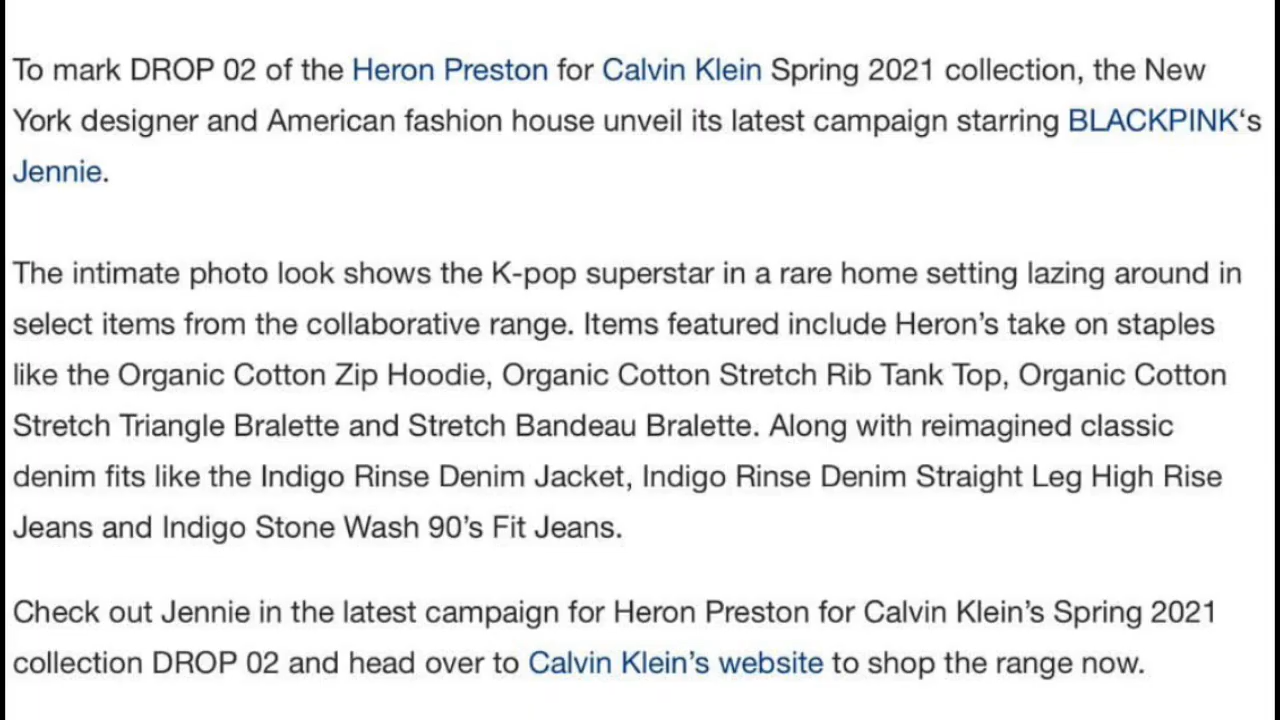 To mark DROP 02 of the Heron Preston for Calvin Klein Spring 2021 collection, the New
York designer and American fashion house unveil its latest campaign starring BLACKPINK‘s
Jennie.
The intimate photo look shows the K-pop superstar in a rare home setting lazing around in
select items from the collaborative range. Items featured include Heron’s take on staples
like the Organic Cotton Zip Hoodie, Organic Cotton Stretch Rib Tank Top, Organic Cotton
Stretch Triangle Bralette and Stretch Bandeau Bralette. Along with reimagined classic
denim fits like the Indigo Rinse Denim Jacket, Indigo Rinse Denim Straight Leg High Rise
Jeans and Indigo Stone Wash 90’s Fit Jeans.
Check out Jennie in the latest campaign for Heron Preston for Calvin Klein’s Spring 2021
collection DROP 02 and head over to Calvin Klein’s website to shop the range now.